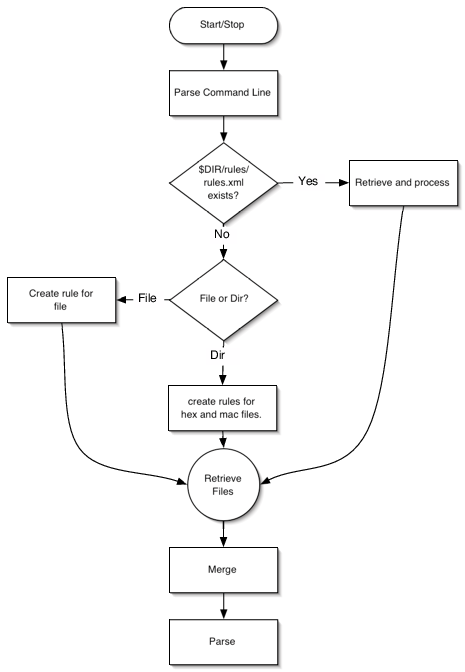 Start/Stop
Parse Command Line
$DIR/rules/
rules.xml
exists?
Yes
Retrieve and process
No
File or Dir?
File
Create rule for
file
Dir
create rules for
hex and mac files.
Retrieve
Files
Merge
Parse